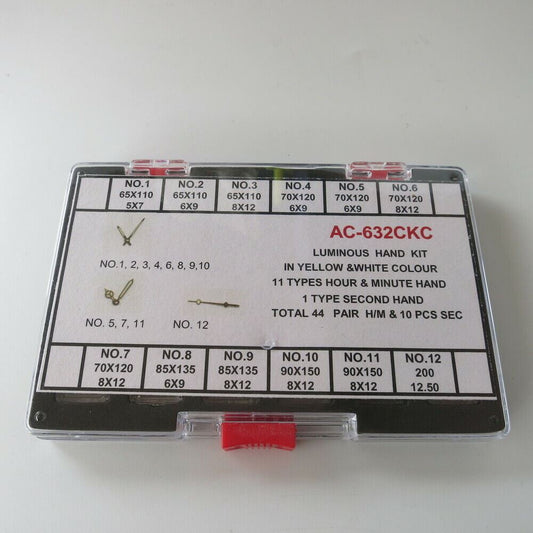 NO.1 NO.2 NO.3 NO.4 NO.5 NO.6
65X110 65X110 65X110 70X120 70X120 70X120
5X7 6X9 8X12 6X9 6X9 8X12
AC-632CKC
LUMINOUS HAND KIT
IN YELLOW &WHITE COLOUR
11 TYPES HOUR & MINUTE HAND
1 TYPE SECOND HAND
TOTAL 44 PAIR H/M & 10 PCS SEC
NO.1, 2, 3, 4, 6, 8, 9,10
NO. 5, 7, 11
NO. 12
NO.7 NO.8 NO.9 NO.10 NO.11 NO.12
70X120 85X135 85X135 90X150 90X150 200
8X12 6X9 8X12 8X12 8X12 12.50